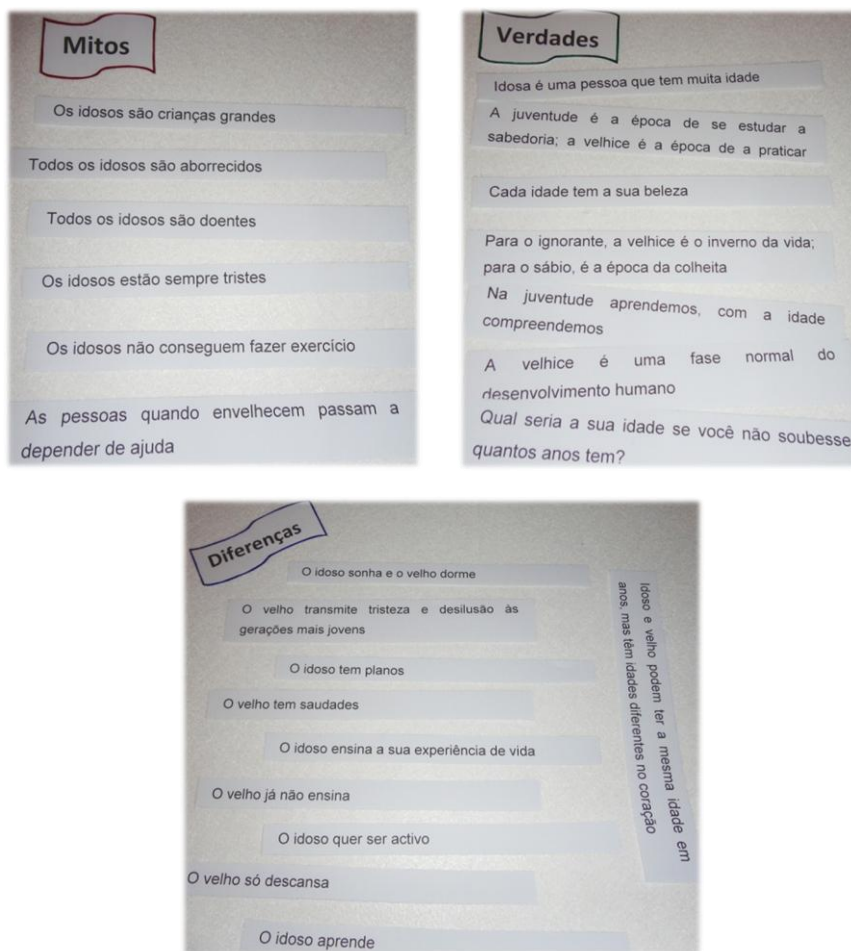 Mitos
Os idosos são crianças grandes
Todos os idosos são aborrecidos
Todos os idosos são doentes
Os idosos estão sempre tristes
Os idosos não conseguem fazer exercício
As pessoas quando envelhecem passam a
depender de ajuda
Verdades
Idosa é uma pessoa que tem muita idade
A juventude é a época de se estudar a
sabedoria; a velhice é a época de a praticar
Cada idade tem a sua beleza
Para o ignorante, a velhice é o inverno da vida;
para o sábio, é a época da colheita
Na juventude aprendemos, com a idade
compreendemos
A velhice é uma fase normal do
desenvolvimento humano
Qual seria a sua idade se você não soubesse
quantos anos tem?
Diferenças
O idoso sonha e o velho dorme
O velho transmite tristeza e desilusão às
gerações mais jovens
O idoso tem planos
O velho tem saudades
O idoso ensina a sua experiência de vida
O velho já não ensina
O idoso quer ser activo
O velho só descansa
O idoso aprende
Idoso e velho podem ter a mesma idade em
anos, mas têm idades diferentes no coração